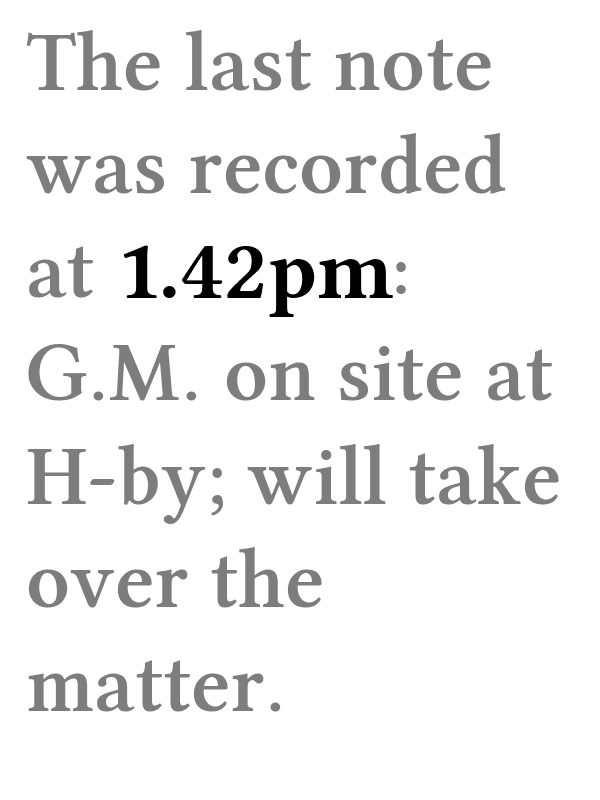 The last note
was recorded
at 1.42pm:
G.M. on site at
H-by; will take
over the
matter.